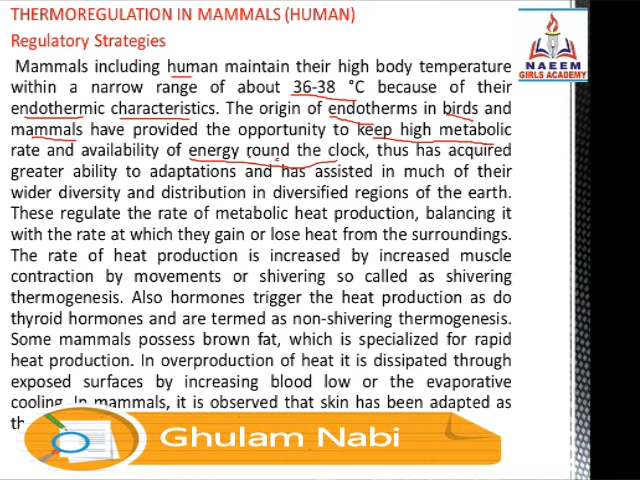 THERMOREGULATION IN MAMMALS (HUMAN)
Regulatory Strategies
Mammals including human maintain their high body temperature
within a narrow range of about 36-38 °C because of their
endothermic characteristics. The origin of endotherms in birds and
mammals have provided the opportunity to keep high metabolic
rate and availability of energy round the clock, thus has acquired
greater ability to adaptations and has assisted in much of their
wider diversity and distribution in diversified regions of the earth.
These regulate the rate of metabolic heat production, balancing it
with the rate at which they gain or lose heat from the surroundings.
The rate of heat production is increased by increased muscle
contraction by movements or shivering so called as shivering
thermogenesis. Also hormones trigger the heat production as do
thyroid hormones and are termed as non-shivering thermogenesis.
Some mammals possess brown fat, which is specialized for rapid
heat production. In overproduction of heat it is dissipated through
exposed surfaces by increasing blood low or the evaporative
cooling. In mammals, it is observed that skin has been adapted as
NAEEM
GIRLS ACADEMY
Ghulam Nabi